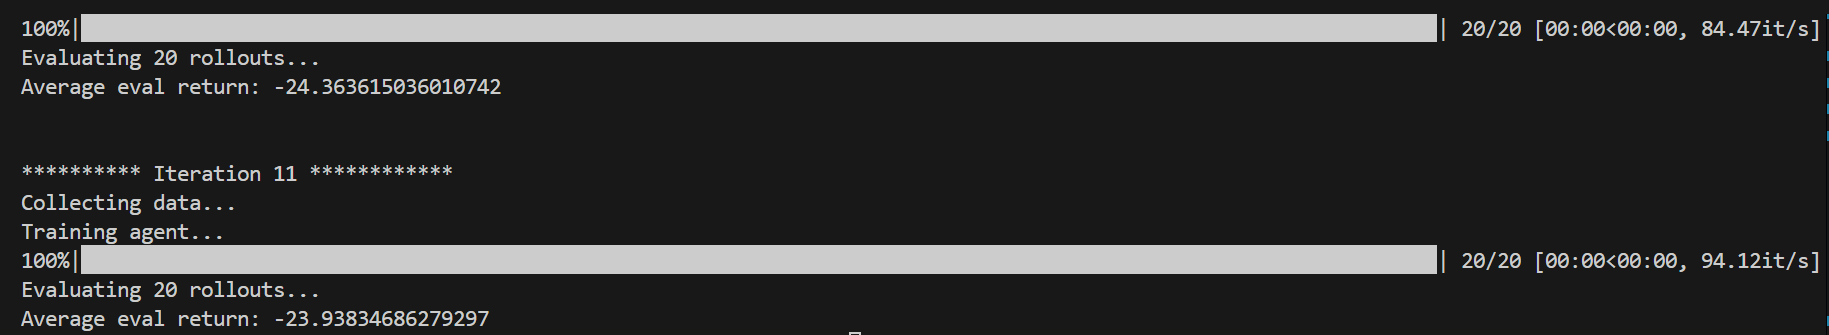 100%|██████████| 20/20 [00:00<00:00, 84.47it/s]
Evaluating 20 rollouts...
Average eval return: -24.363615036010742
********** Iteration 11 ************
Collecting data...
Training agent...
100%|██████████| 20/20 [00:00<00:00, 94.12it/s]
Evaluating 20 rollouts...
Average eval return: -23.93834686279297